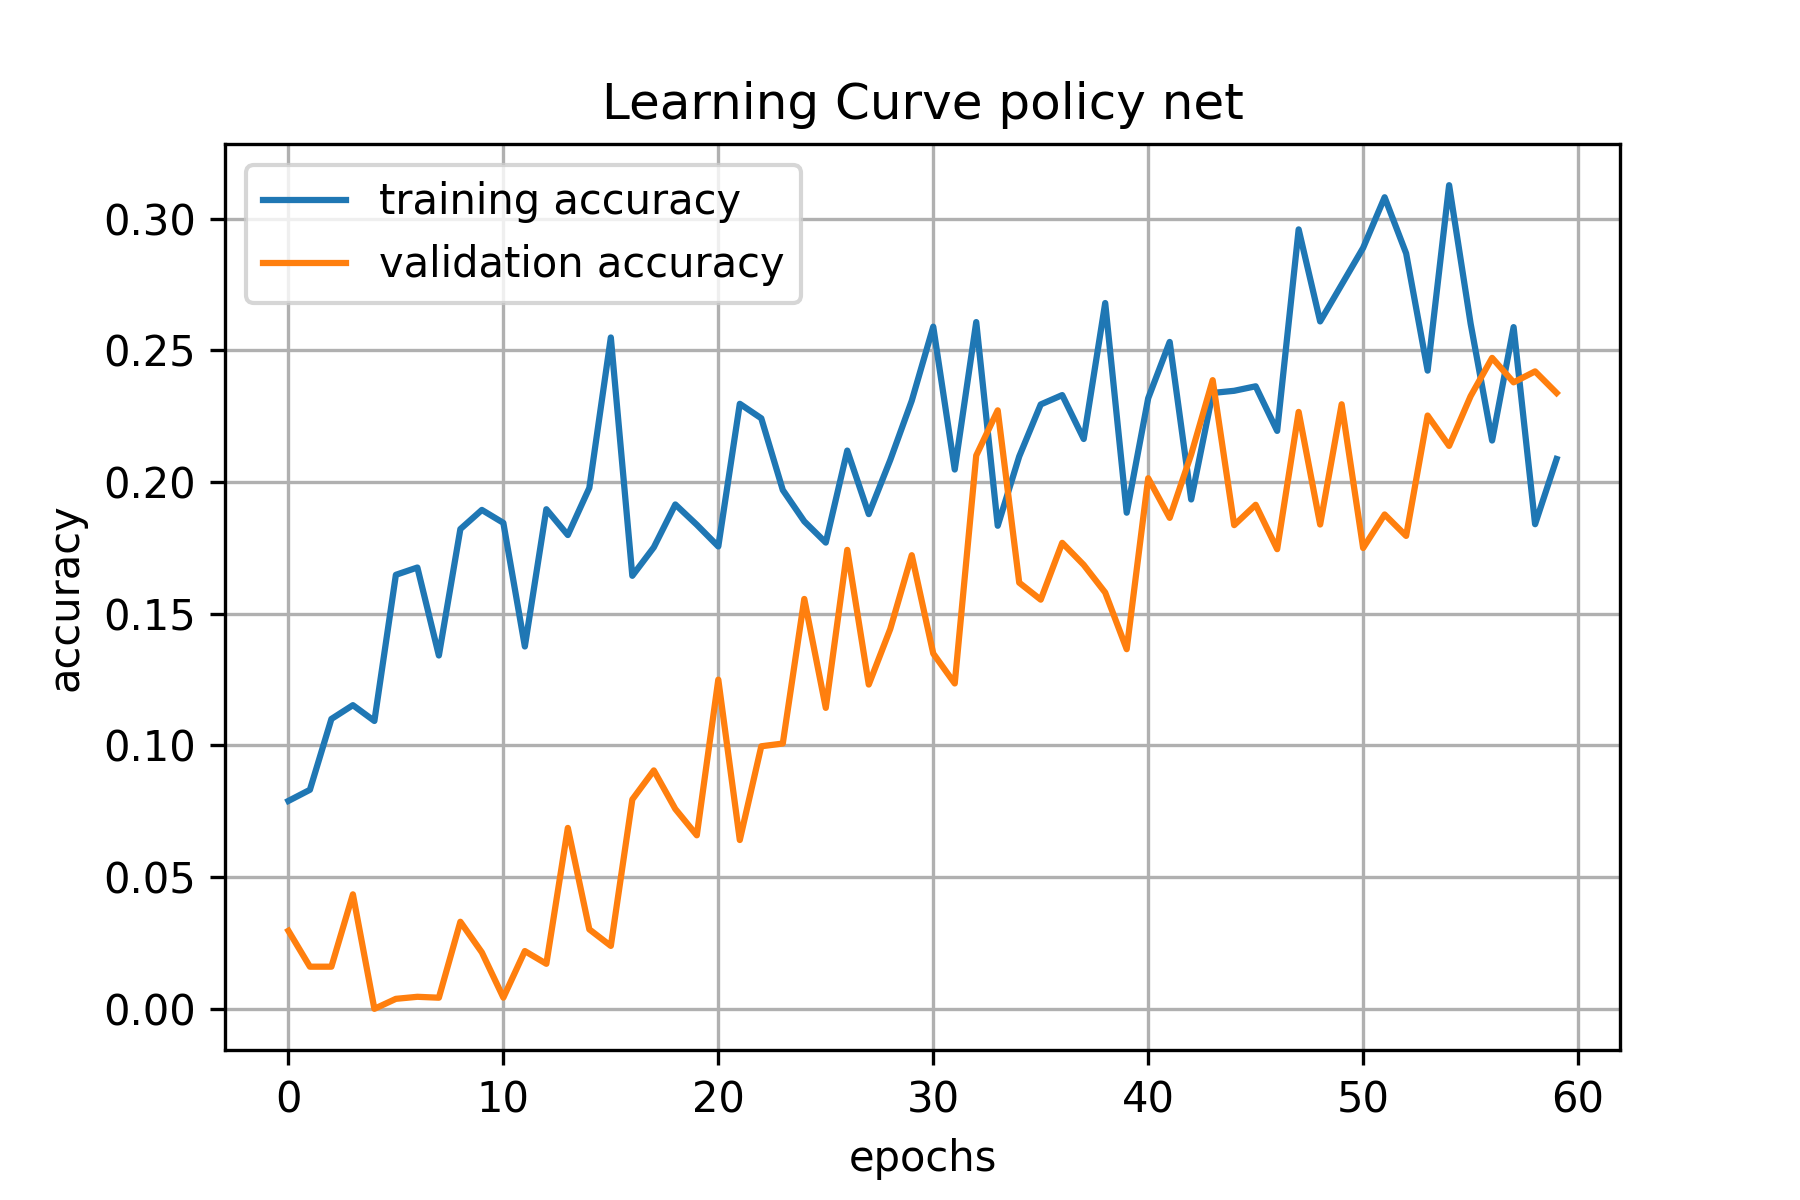 Learning Curve policy net
training accuracy
validation accuracy
0.30
0.25
0.20
0.15
0.10
0.05
0.00
accuracy
0 10 20 30 40 50 60
epochs